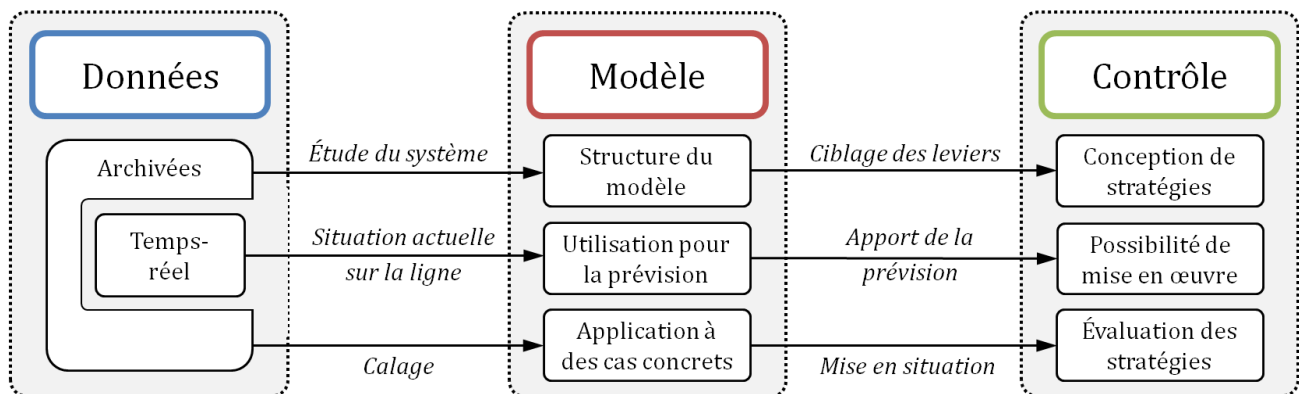 Données
Modèle
Contrôle
Archivées
Étude du système
Structure du
modèle
Ciblage des leviers
Conception de
stratégies
Temps-
réel
Situation actuelle
sur la ligne
Utilisation pour
la prévision
Apport de la
prévision
Possibilité de
mise en œuvre
Calage
Application à
des cas concrets
Mise en situation
Évaluation des
stratégies